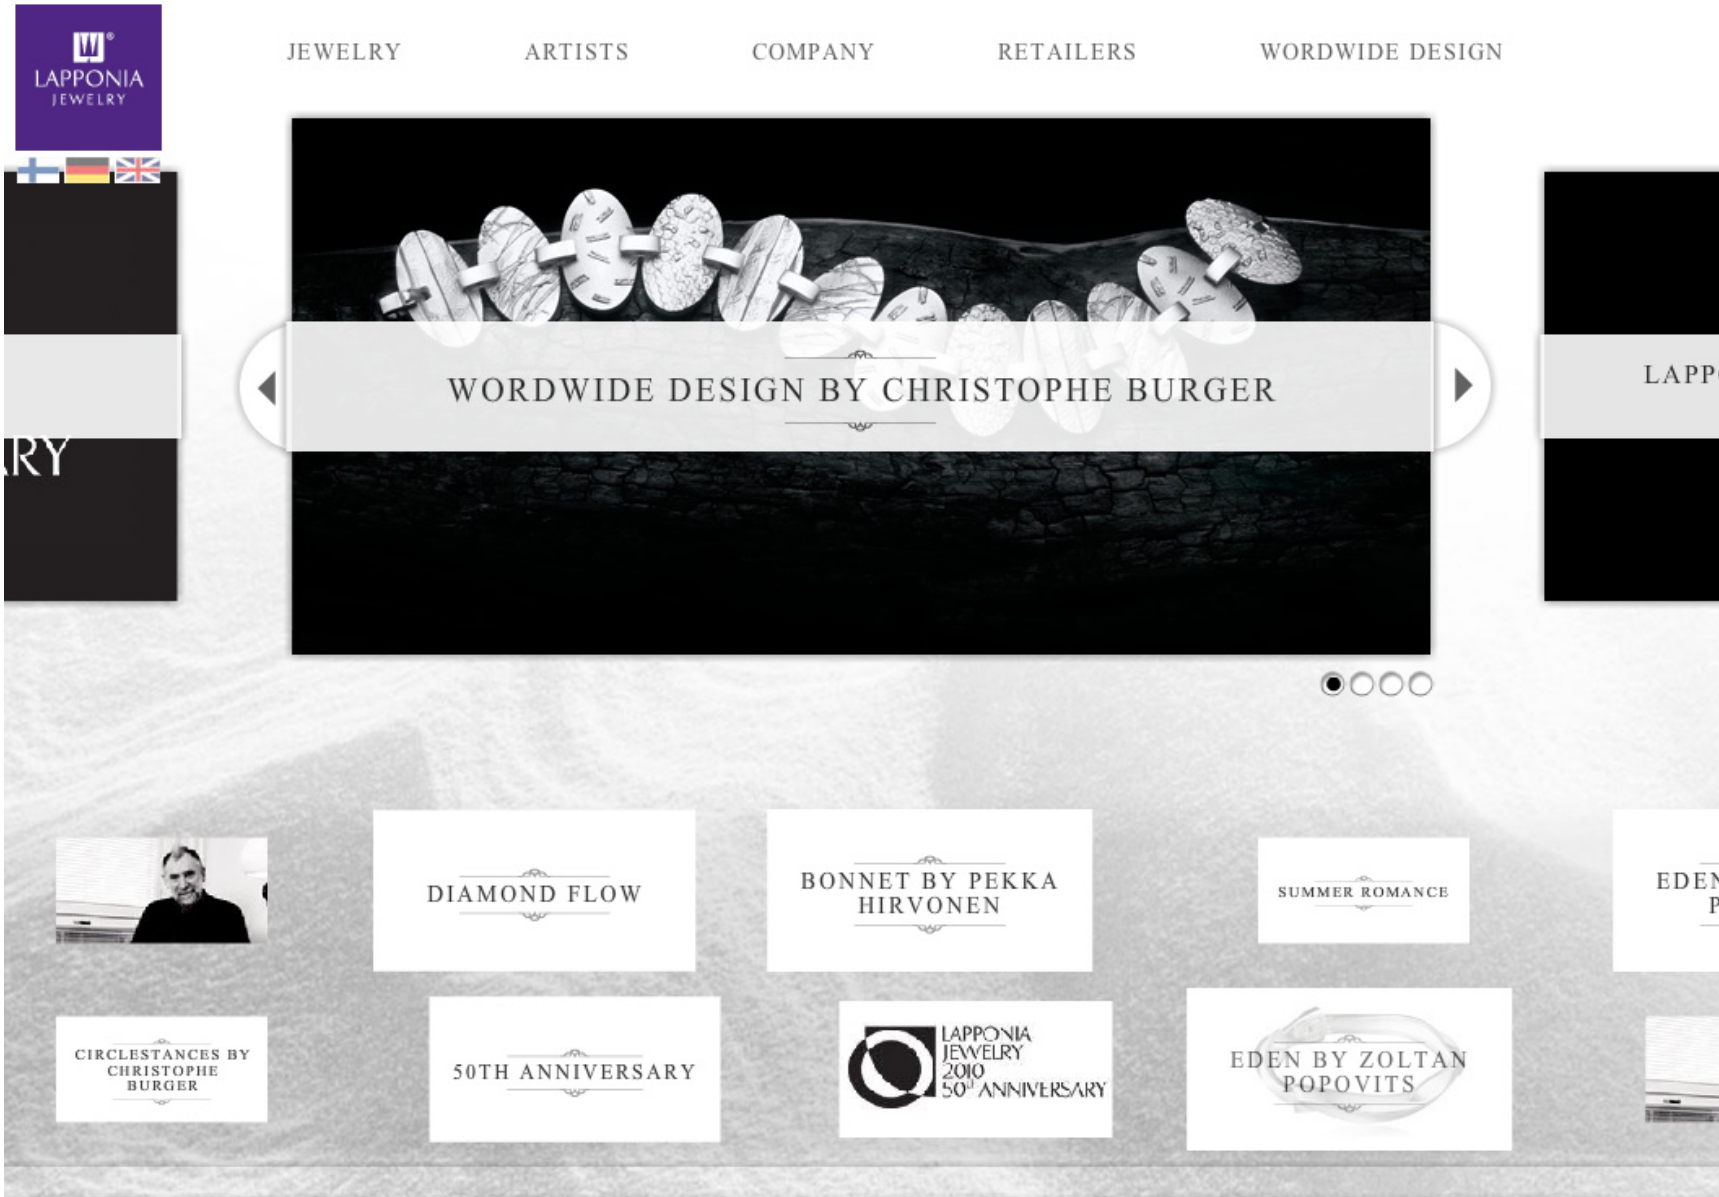 W®
LAPPONIA
JEWELRY
JEWELRY
ARTISTS
COMPANY
RETAILERS
WORDWIDE DESIGN
RY
WORDWIDE DESIGN BY CHRISTOPHE BURGER
LAPP
DIAMOND FLOW
BONNET BY PEKKA
HIRVONEN
SUMMER ROMANCE
EDEN
P
CIRCLESTANCES BY
CHRISTOPHE
BURGER
50TH ANNIVERSARY
LAPPONIA
JEWELRY
2010
50th ANNIVERSARY
EDEN BY ZOLTAN
POPOVITS